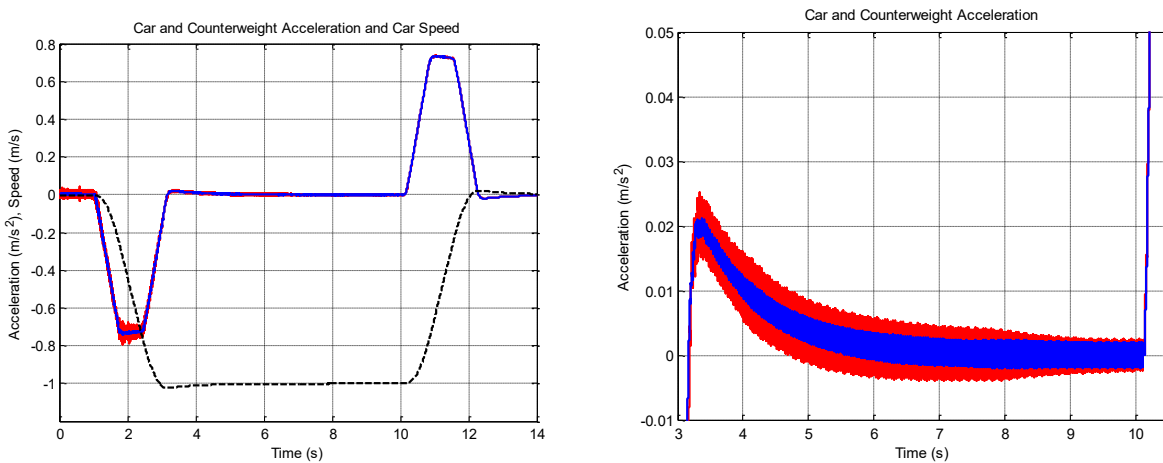 Car and Counterweight Acceleration and Car Speed
Acceleration (m/s²), Speed (m/s)
0.8
0.6
0.4
0.2
0
-0.2
-0.4
-0.6
-0.8
-1
0 2 4 6 8 10 12 14
Time (s)
Car and Counterweight Acceleration
Acceleration (m/s²)
0.05
0.04
0.03
0.02
0.01
0
-0.01
3 4 5 6 7 8 9 10
Time (s)